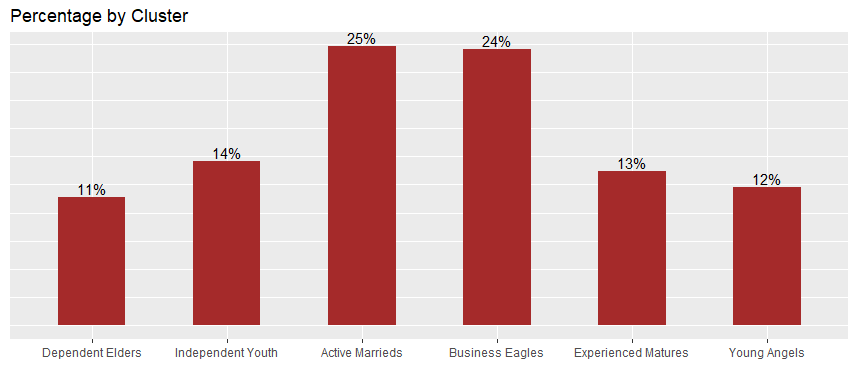 Percentage by Cluster
25%
24%
14%
13%
12%
11%
Dependent Elders
Independent Youth
Active Marrieds
Business Eagles
Experienced Matures
Young Angels